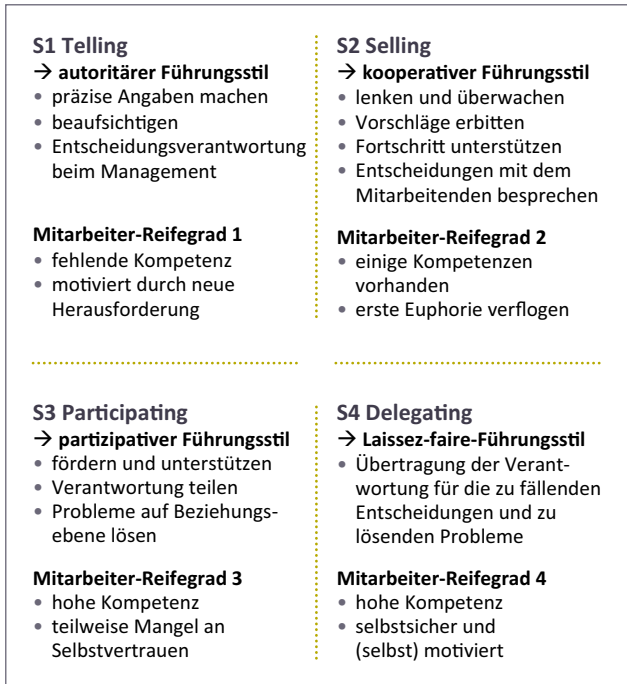 S1 Telling
→ autoritärer Führungsstil
• präzise Angaben machen
• beaufsichtigen
• Entscheidungsverantwortung
beim Management
Mitarbeiter-Reifegrad 1
• fehlende Kompetenz
• motiviert durch neue
Herausforderung
S2 Selling
→ kooperativer Führungsstil
• lenken und überwachen
• Vorschläge erbitten
• Fortschritt unterstützen
• Entscheidungen mit dem
Mitarbeitenden besprechen
Mitarbeiter-Reifegrad 2
• einige Kompetenzen
vorhanden
• erste Euphorie verflogen
S3 Participating
→ partizipativer Führungsstil
• fördern und unterstützen
• Verantwortung teilen
• Probleme auf Beziehungs-
ebene lösen
Mitarbeiter-Reifegrad 3
• hohe Kompetenz
• teilweise Mangel an
Selbstvertrauen
S4 Delegating
→ Laissez-faire-Führungsstil
• Übertragung der Verant-
wortung für die zu fällenden
Entscheidungen und zu
lösenden Probleme
Mitarbeiter-Reifegrad 4
• hohe Kompetenz
• selbstsicher und
(selbst) motiviert